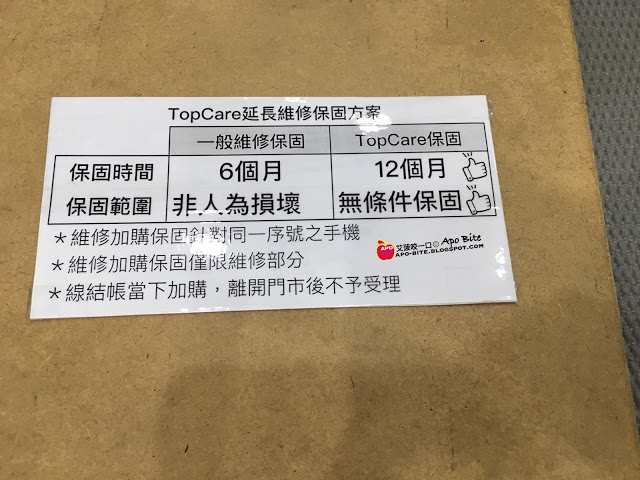 TopCare延長維修保固方案
一般維修保固 TopCare保固
保固時間 6個月 12個月
保固範圍 非人為損壞 無條件保固
＊維修加購保固針對同一序號之手機
＊維修加購保固僅限維修部分
＊線結帳當下加購，離開門市後不予受理
APO 艾菠咬一口© Apo Bite
APO-BITE.BLOGSPOT.COM